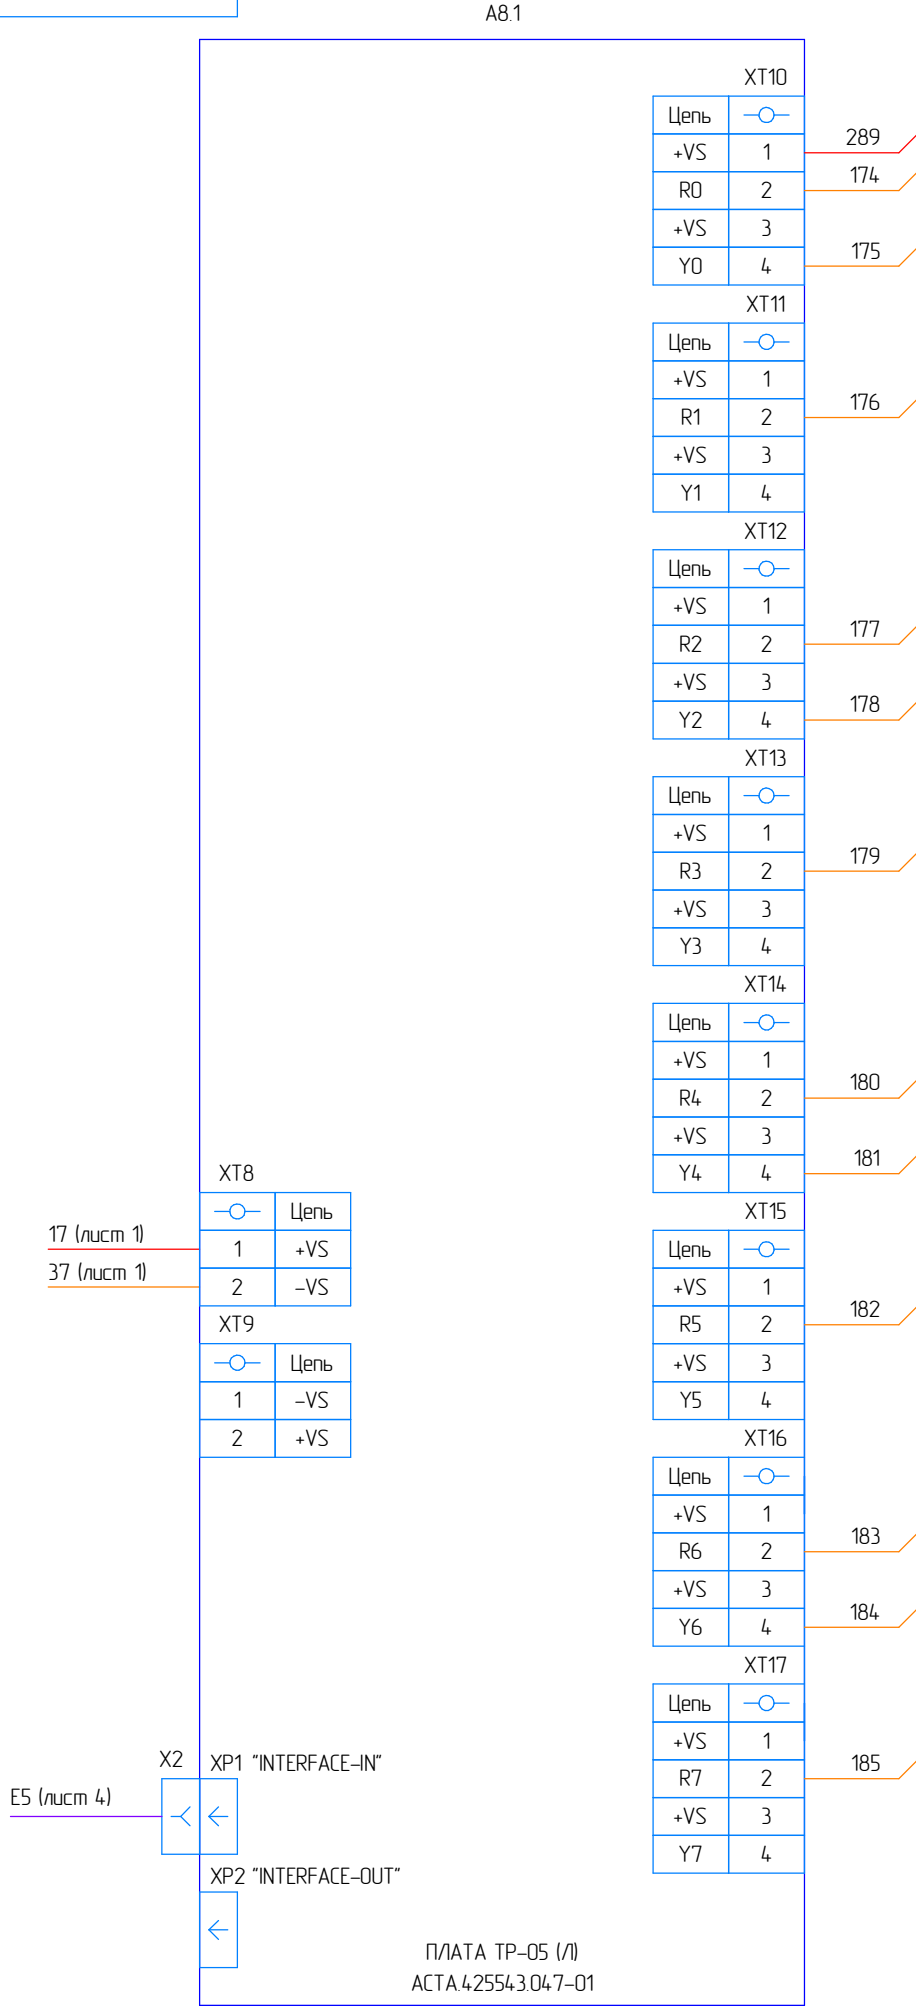 A8.1
XT10
Цепь
+VS 1 289
R0 2 174
+VS 3
Y0 4 175
XT11
Цепь
+VS 1
R1 2 176
+VS 3
Y1 4
XT12
Цепь
+VS 1
R2 2 177
+VS 3
Y2 4 178
XT13
Цепь
+VS 1
R3 2 179
+VS 3
Y3 4
XT14
Цепь
+VS 1
R4 2 180
+VS 3
Y4 4 181
XT8
Цепь
17 (лист 1) 1 +VS
37 (лист 1) 2 -VS
XT9
Цепь
1 -VS
2 +VS
XT15
Цепь
+VS 1
R5 2 182
+VS 3
Y5 4
XT16
Цепь
+VS 1
R6 2 183
+VS 3
Y6 4 184
XT17
Цепь
+VS 1
R7 2 185
+VS 3
Y7 4
X2 XP1 "INTERFACE-IN"
E5 (лист 4)
XP2 "INTERFACE-OUT"
ПЛАТА ТР-05 (Л)
АСТА.425543.047-01